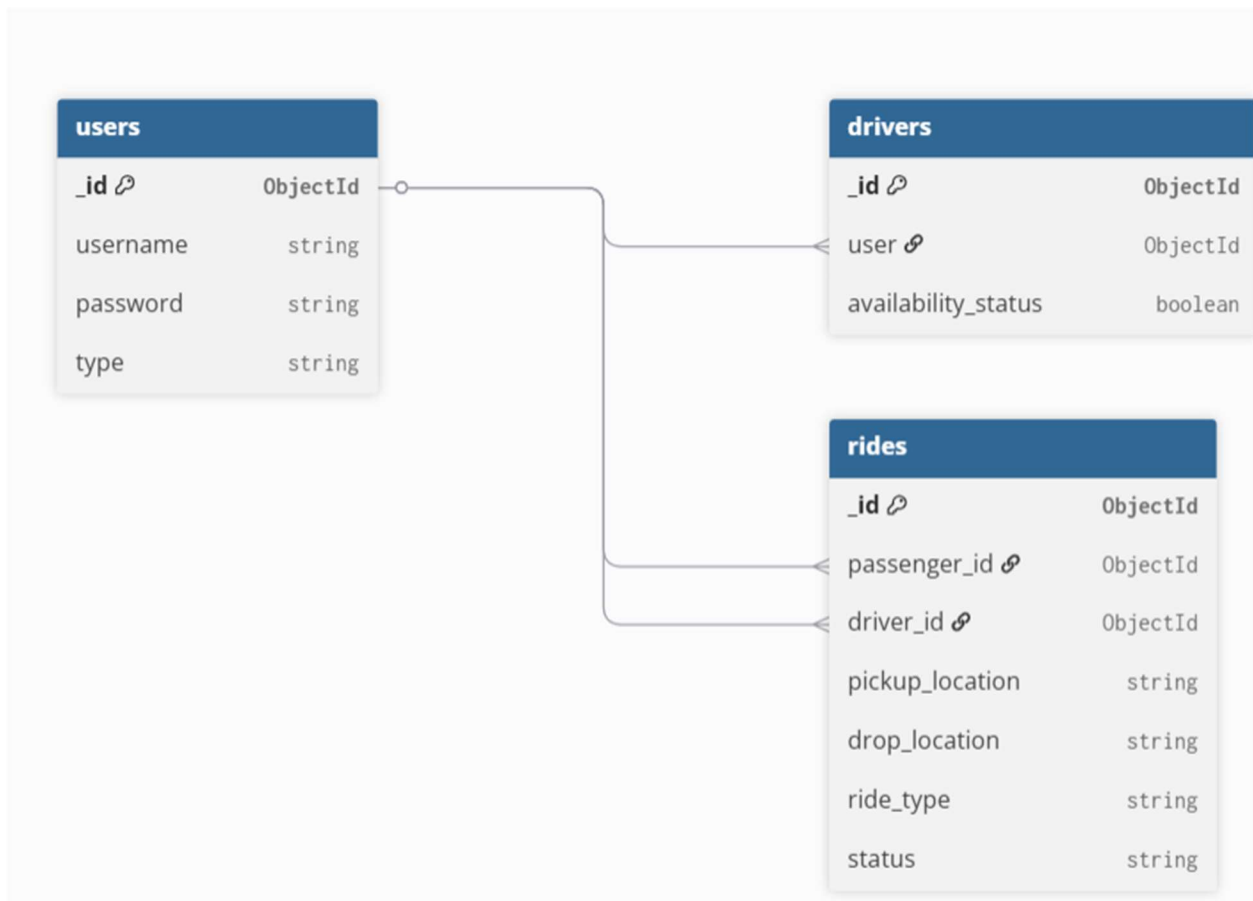 users
_id ObjectId
username string
password string
type string
drivers
_id ObjectId
user ObjectId
availability_status boolean
rides
_id ObjectId
passenger_id ObjectId
driver_id ObjectId
pickup_location string
drop_location string
ride_type string
status string